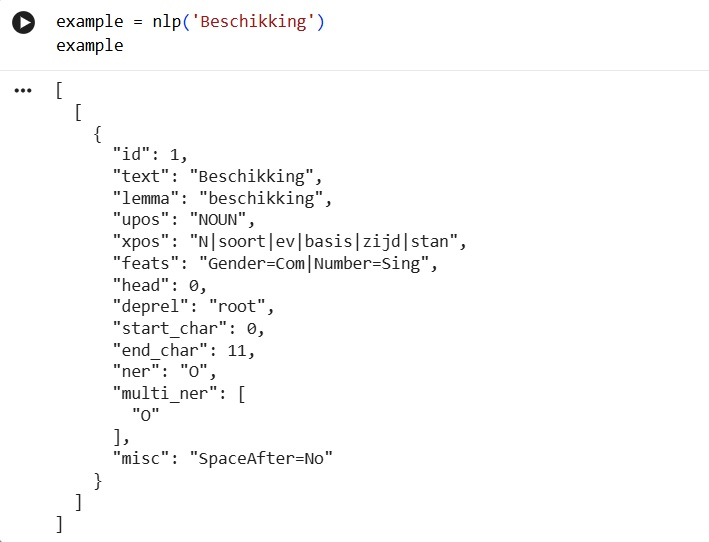 example = nlp('Beschikking')
example
[
  [
    {
      "id": 1,
      "text": "Beschikking",
      "lemma": "beschikking",
      "upos": "NOUN",
      "xpos": "N|soort|ev|basis|zijd|stan",
      "feats": "Gender=Com|Number=Sing",
      "head": 0,
      "deprel": "root",
      "start_char": 0,
      "end_char": 11,
      "ner": "O",
      "multi_ner": [
        "O"
      ],
      "misc": "SpaceAfter=No"
    }
  ]
]